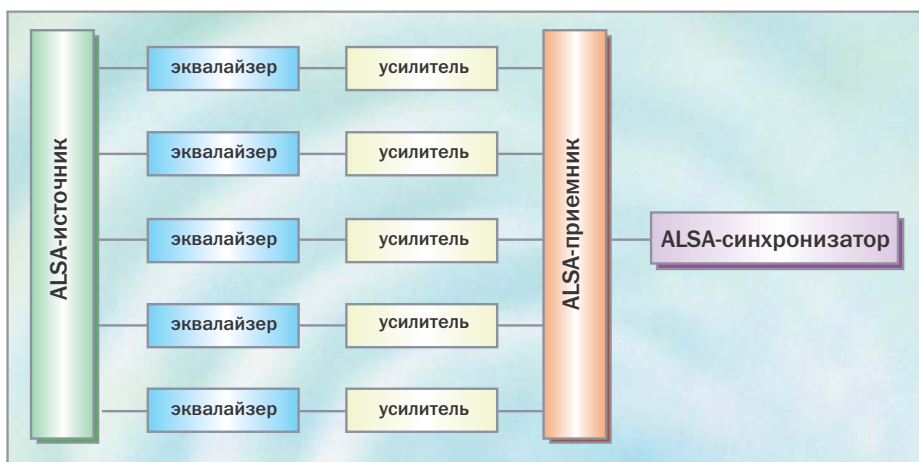 ALSA-источник
эквалайзер
усилитель
эквалайзер
усилитель
эквалайзер
усилитель
эквалайзер
усилитель
эквалайзер
усилитель
ALSA-приемник
ALSA-синхронизатор